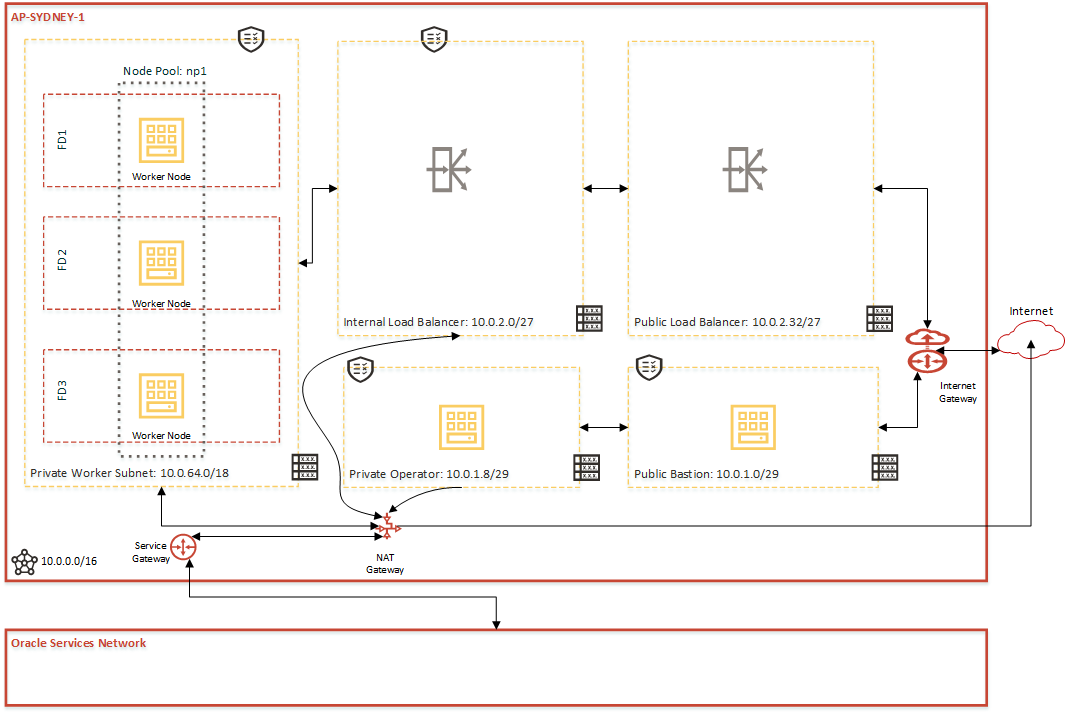 AP-SYDNEY-1
Node Pool: np1
FD1
Worker Node
FD 2
Worker Node
FD3
Worker Node
Private Worker Subnet: 10.0.64.0/18
Internal Load Balancer: 10.0.2.0/27
Public Load Balancer: 10.0.2.32/27
Private Operator: 10.0.1.8/29
Public Bastion: 10.0.1.0/29
Internet
Internet
Gateway
Service
Gateway
NAT
Gateway
10.0.0.0/16
Oracle Services Network